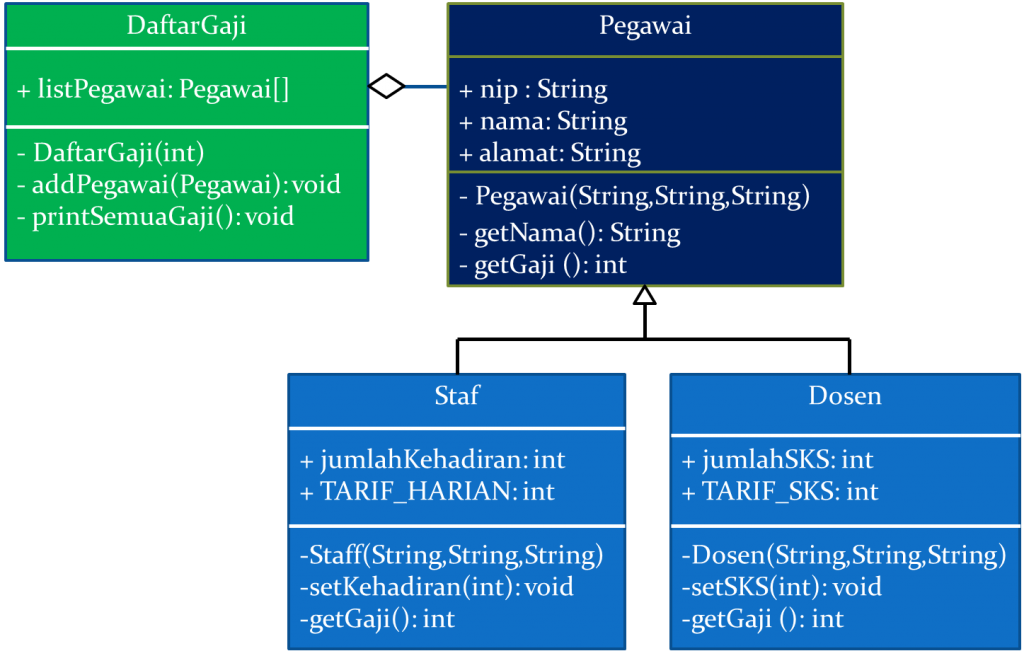 DaftarGaji
+ listPegawai: Pegawai[]
- DaftarGaji(int)
- addPegawai(Pegawai): void
- printSemuaGaji(): void
Pegawai
+ nip : String
+ nama: String
+ alamat: String
- Pegawai(String,String,String)
- getNama(): String
- getGaji (): int
Staf
+ jumlahKehadiran: int
+ TARIF_HARIAN: int
-Staff(String,String,String)
-setKehadiran(int): void
-getGaji(): int
Dosen
+ jumlahSKS: int
+ TARIF_SKS: int
-Dosen(String,String,String)
-setSKS(int): void
-getGaji (): int